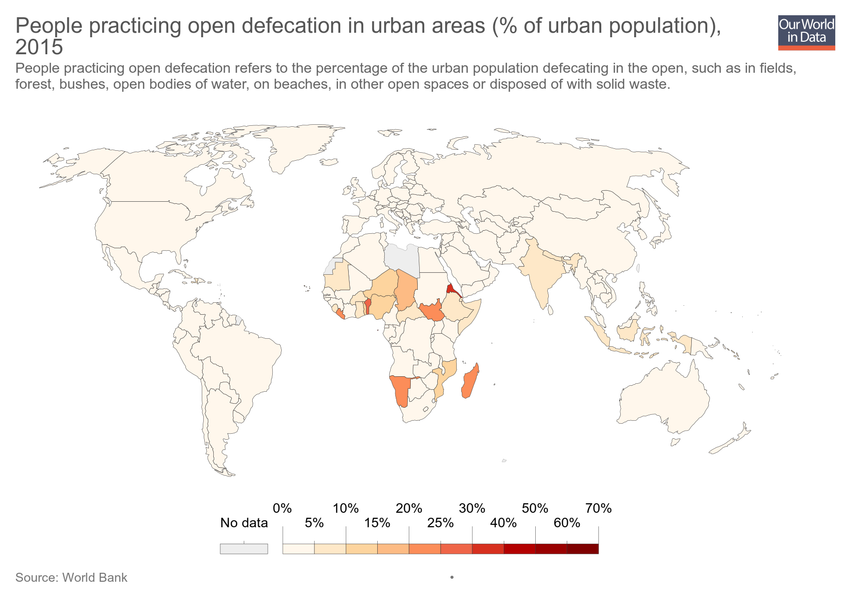 People practicing open defecation in urban areas (% of urban population),
2015
Our World
in Data
People practicing open defecation refers to the percentage of the urban population defecating in the open, such as in fields,
forest, bushes, open bodies of water, on beaches, in other open spaces or disposed of with solid waste.
0% 10% 20% 30% 50% 70%
No data 5% 15% 25% 40% 60%
Source: World Bank